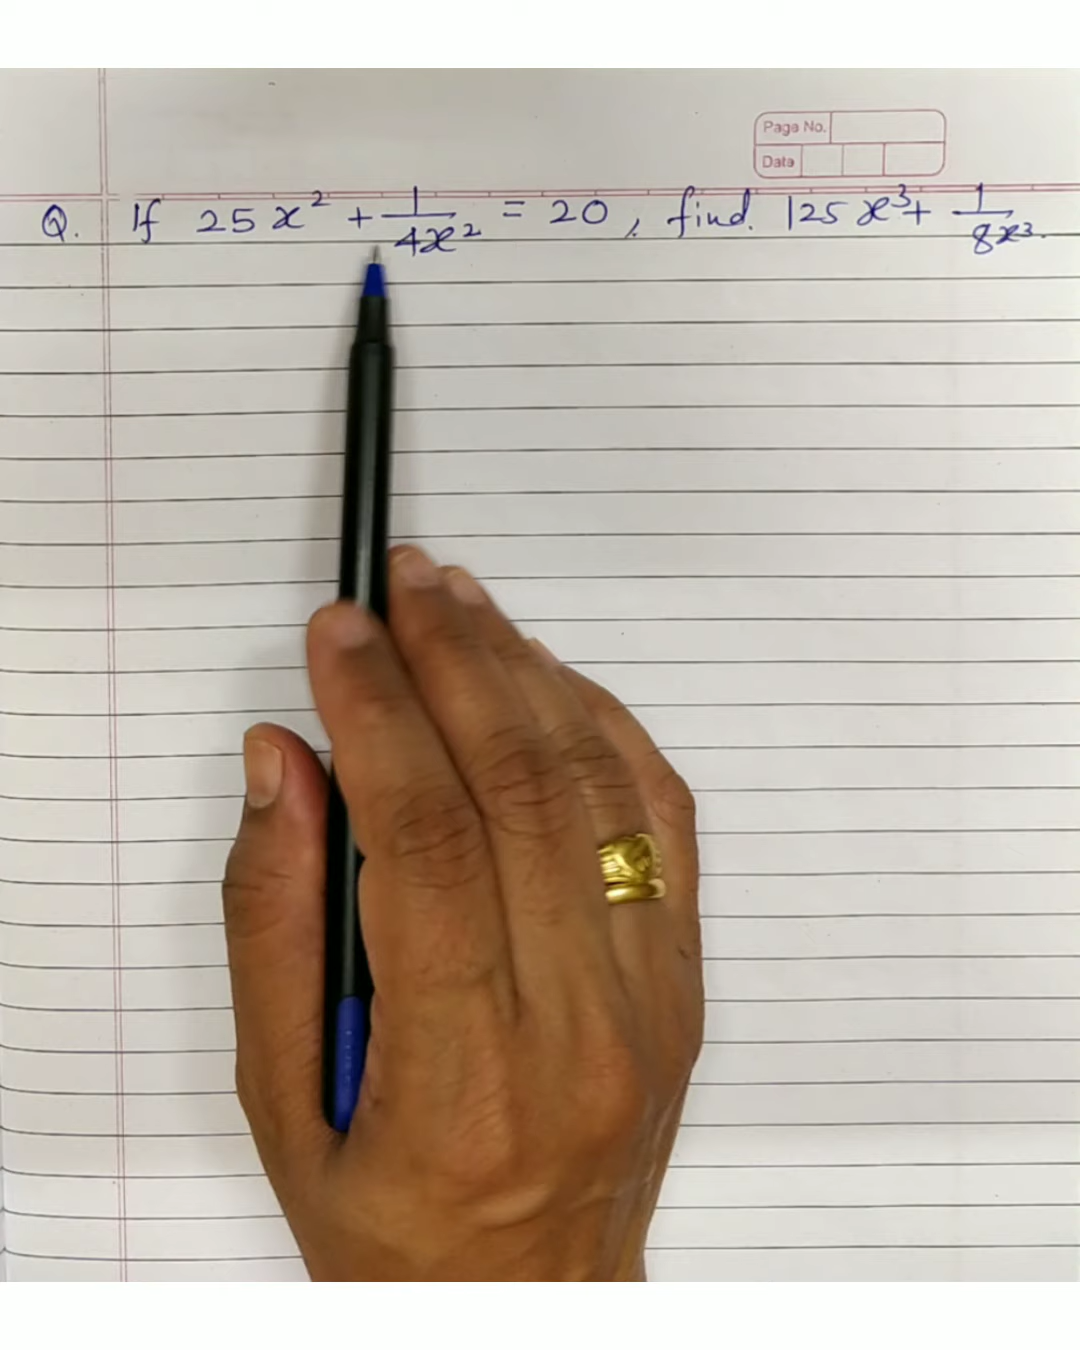 Page No.
Date
Q. If 25x² + 1/4x² = 20, find. 125x³ + 1/8x³.